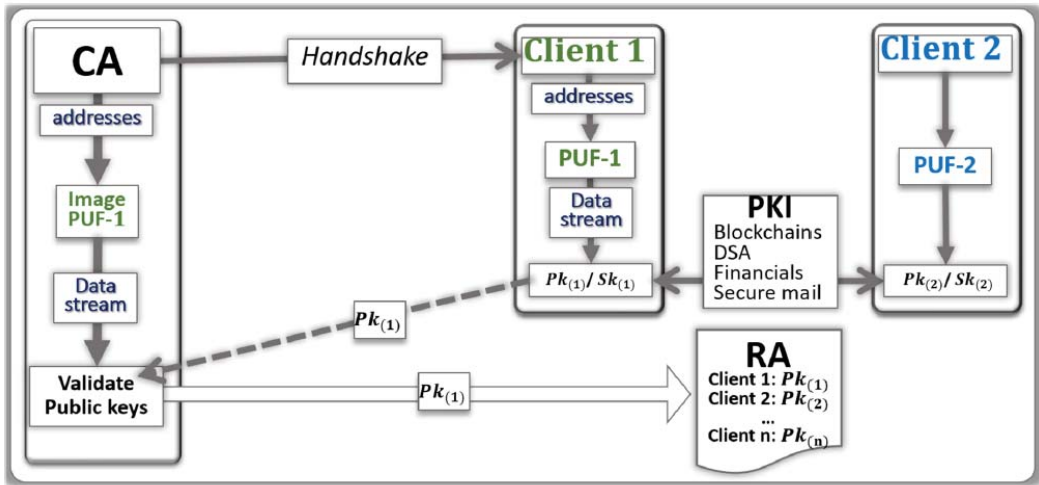 CA
Handshake
Client 1
Client 2
addresses
addresses
Image
PUF-1
PUF-1
PUF-2
Data
stream
Data
stream
PKI
Blockchains
DSA
Financials
Secure mail
Pk(1)/ Sk(1)
Pk(2)/ Sk(2)
Pk(1)
Validate
Public keys
Pk(1)
RA
Client 1: Pk(1)
Client 2: Pk(2)
...
Client n: Pk(n)